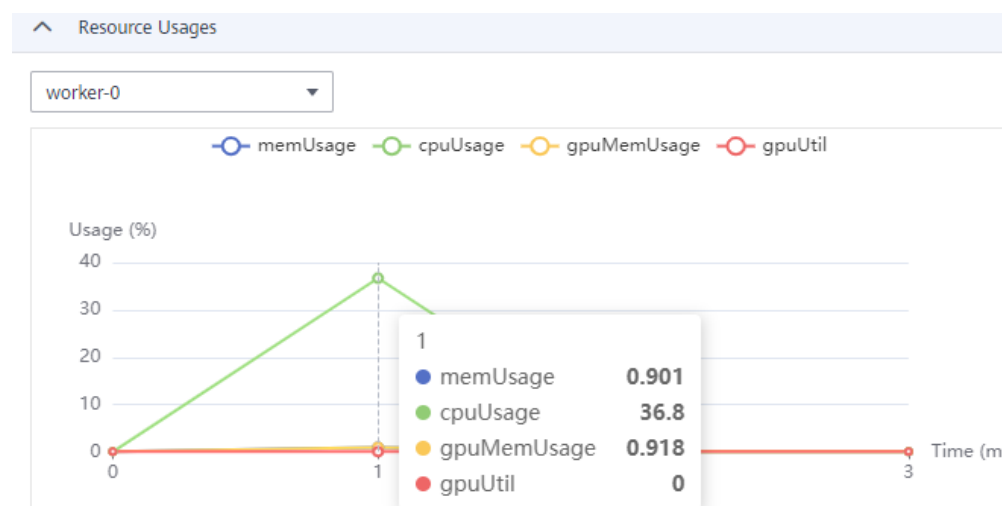 Resource Usages
worker-0
memUsage cpuUsage gpuMemUsage gpuUtil
Usage (%)
40
30
20
10
0
0 1 3
Time (m
1
memUsage 0.901
cpuUsage 36.8
gpuMemUsage 0.918
gpuUtil 0